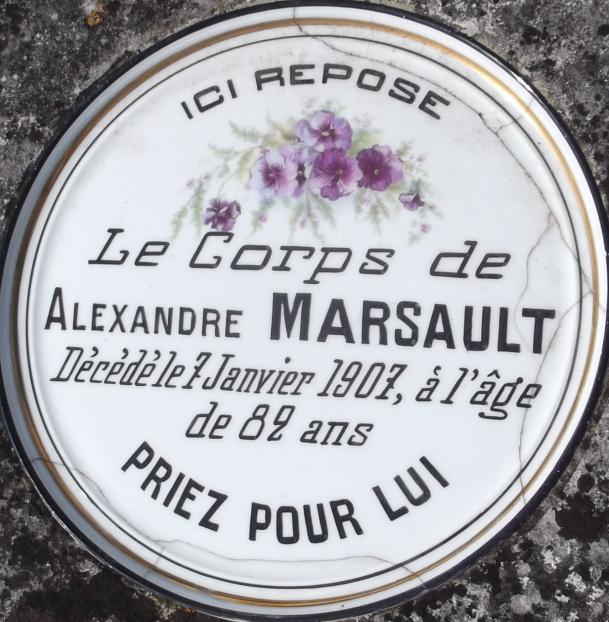 ICI REPOSE
Le Corps de
ALEXANDRE MARSAULT
Décédé le 7 Janvier 1907, à l'âge
de 82 ans
PRIEZ POUR LUI